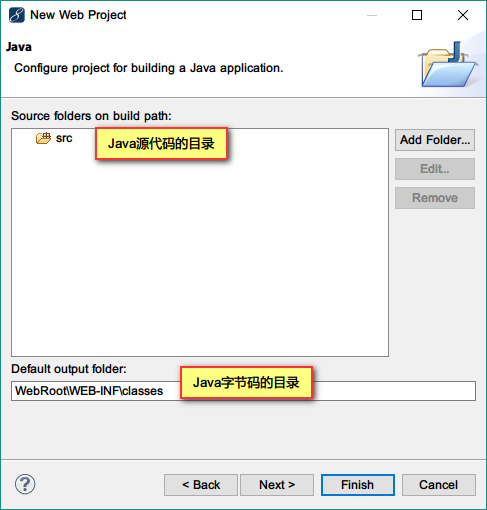 New Web Project
Java
Configure project for building a Java application.
Source folders on build path:
src
Java源代码的目录
Add Folder...
Edit..
Remove
Default output folder:
Java字节码的目录
WebRoot\WEB-INF\classes
?
< Back
Next >
Finish
Cancel